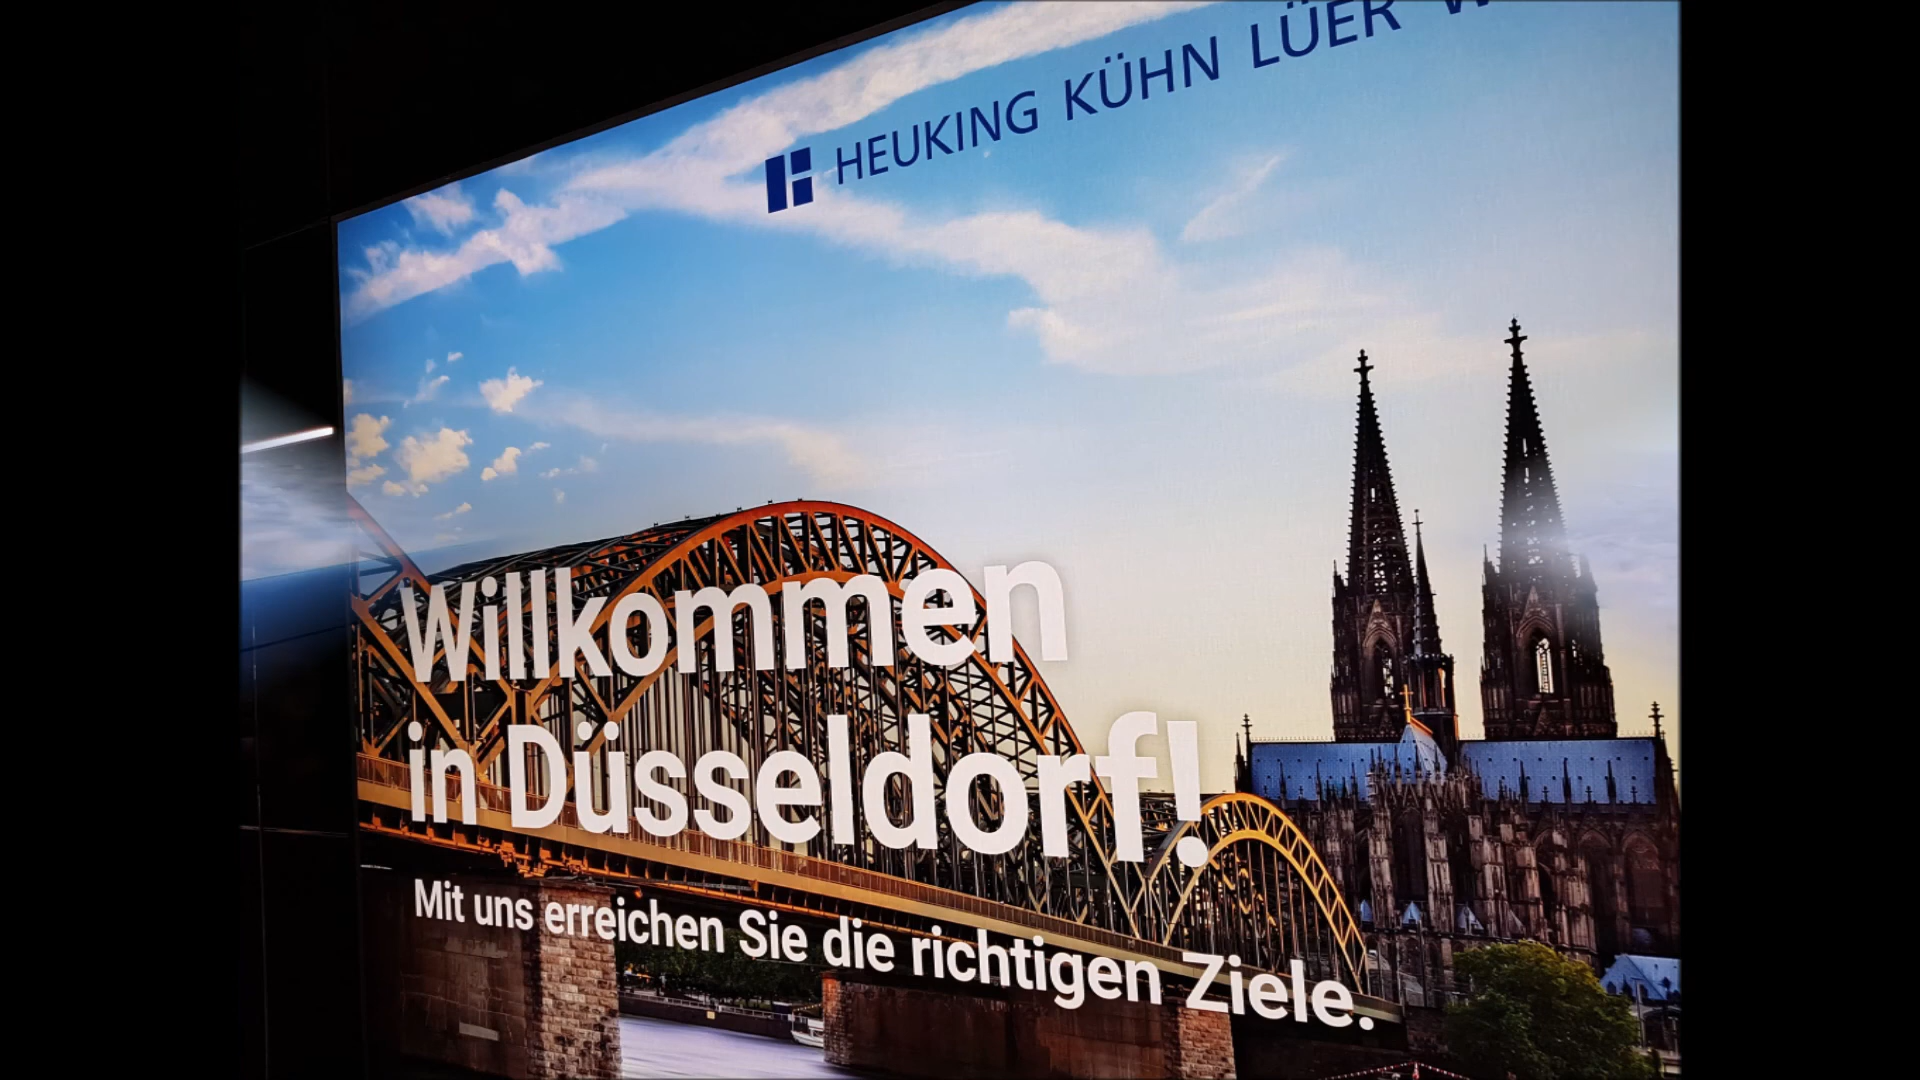 HEUKING KÜHN LÜER
Willkommen
in Düsseldorf!
Mit uns erreichen Sie die richtigen Ziele.